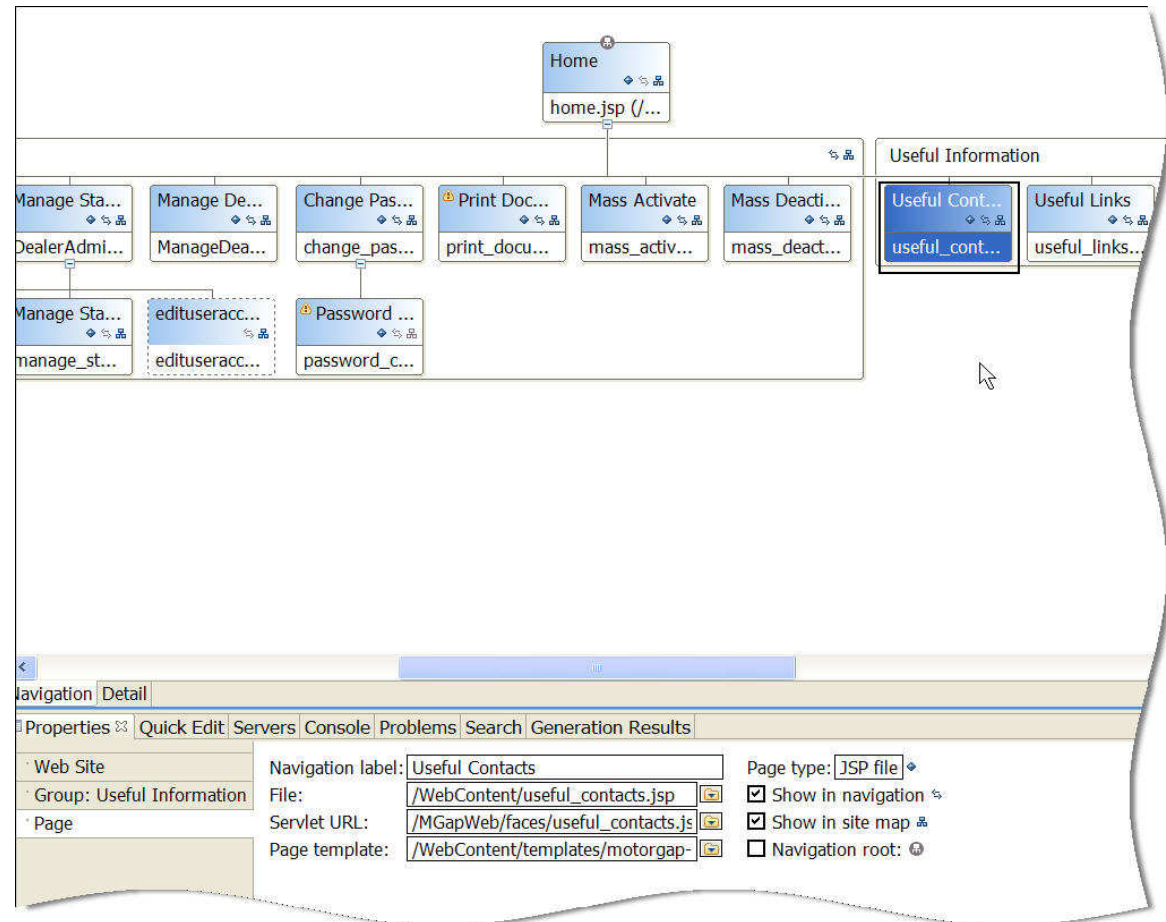 Home
home.jsp (/...
Useful Information
Manage Sta...
DealerAdmi...
Manage De...
ManageDea...
Change Pas...
change_pas...
Print Doc...
print_docu...
Mass Activate
mass_activ...
Mass Deacti...
mass_deact...
Useful Cont...
useful_cont...
Useful Links
useful_links...
Manage Sta...
manage_st...
edituseracc...
edituseracc...
Password ...
password_c...
Navigation Detail
Properties Quick Edit Servers Console Problems Search Generation Results
Web Site
Group: Useful Information
Page
Navigation label: Useful Contacts
File: /WebContent/useful_contacts.jsp
Servlet URL: /MGapWeb/faces/useful_contacts.js
Page template: /WebContent/templates/motorgap-
Page type: JSP file
Show in navigation
Show in site map
Navigation root: